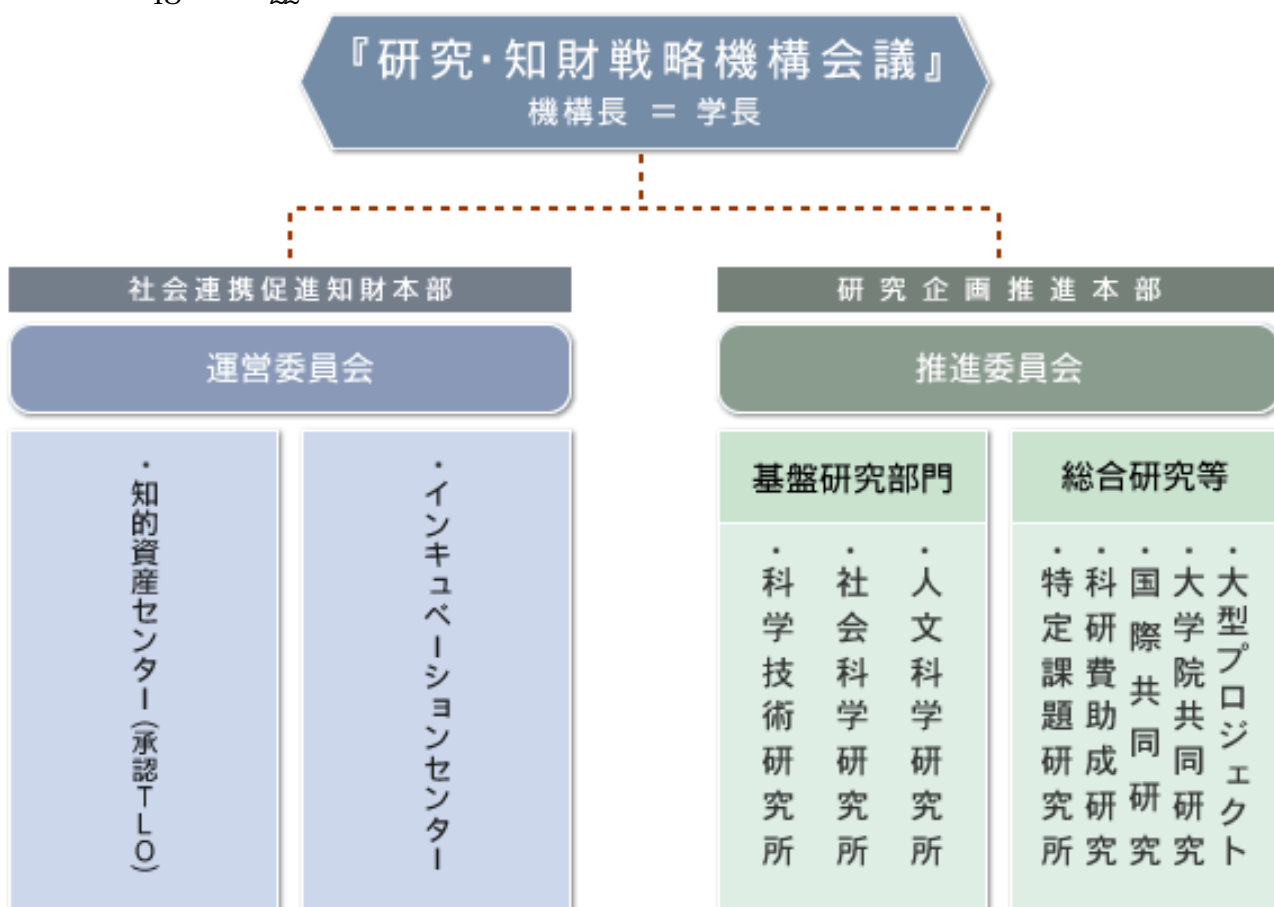 『研究・知財戦略機構会議』
機構長 ＝ 学長
社会連携促進知財本部
運営委員会
・知的資産センター（承認TLO）
・インキュベーションセンター
研究企画推進本部
推進委員会
基盤研究部門
・人文科学研究所
・社会科学研究所
・科学技術研究所
総合研究等
・大型プロジェクト
・大学院共同研究
・国際共同研究
・科研費助成研究
・特定課題研究所